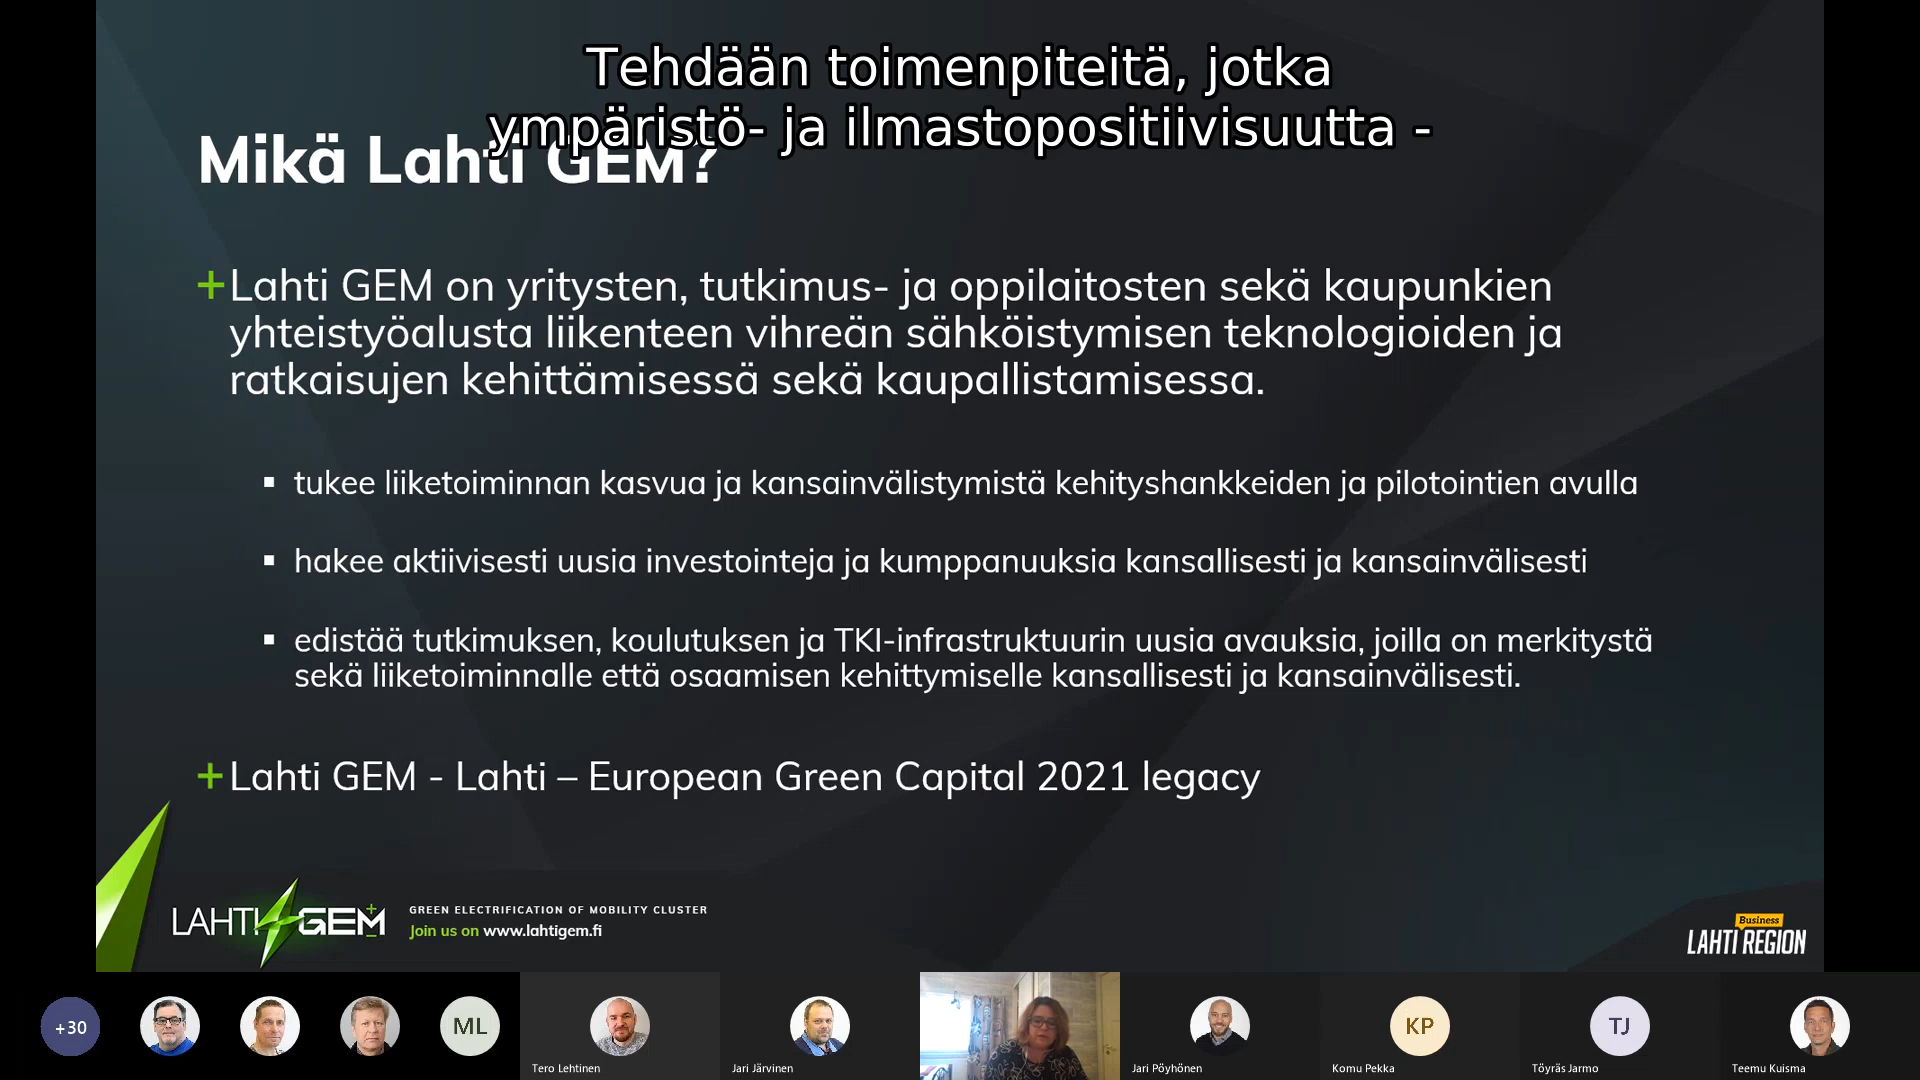 Tehdään toimenpiteitä, jotka
ympäristö- ja ilmastopositiivisuutta -
Mikä Lahti GEM?
+Lahti GEM on yritysten, tutkimus- ja oppilaitosten sekä kaupunkien
yhteistyöalusta liikenteen vihreän sähköistymisen teknologioiden ja
ratkaisujen kehittämisessä sekä kaupallistamisessa.
▪ tukee liiketoiminnan kasvua ja kansainvälistymistä kehityshankkeiden ja pilotointien avulla
▪ hakee aktiivisesti uusia investointeja ja kumppanuuksia kansallisesti ja kansainvälisesti
▪ edistää tutkimuksen, koulutuksen ja TKI-infrastruktuurin uusia avauksia, joilla on merkitystä
sekä liiketoiminnalle että osaamisen kehittymiselle kansallisesti ja kansainvälisesti.
+Lahti GEM - Lahti – European Green Capital 2021 legacy
LAHTI GEM
GREEN ELECTRIFICATION OF MOBILITY CLUSTER
Join us on www.lahtigem.fi
Business
LAHTI REGION
+30
ML
KP
TJ
Tero Lehtinen
Jari Järvinen
Jari Pöyhönen
Komu Pekka
Töyräs Jarmo
Teemu Kuisma